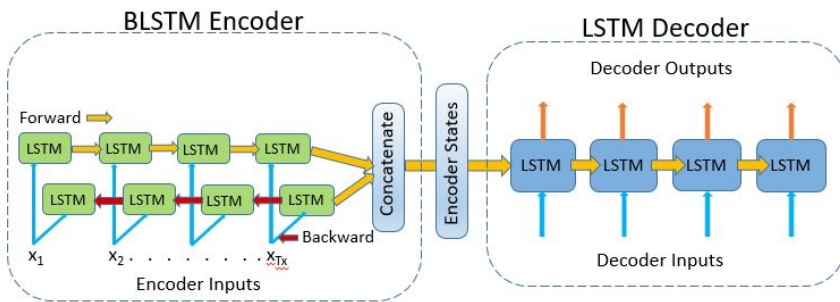 BLSTM Encoder
LSTM Decoder
Decoder Outputs
Forward
LSTM LSTM LSTM LSTM
LSTM LSTM LSTM LSTM
Concatenate
Encoder States
LSTM LSTM LSTM LSTM
Backward
x1 x2 . . . . . . . . xTx
Encoder Inputs
Decoder Inputs